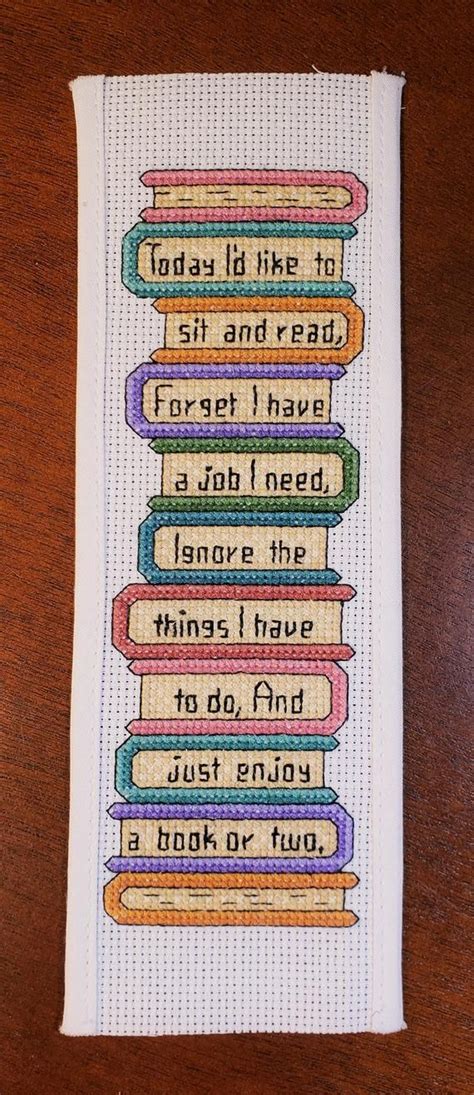 Today I'd like to
sit and read,
Forget I have
a job I need,
Ignore the
things I have
to do, And
just enjoy
a book or two.